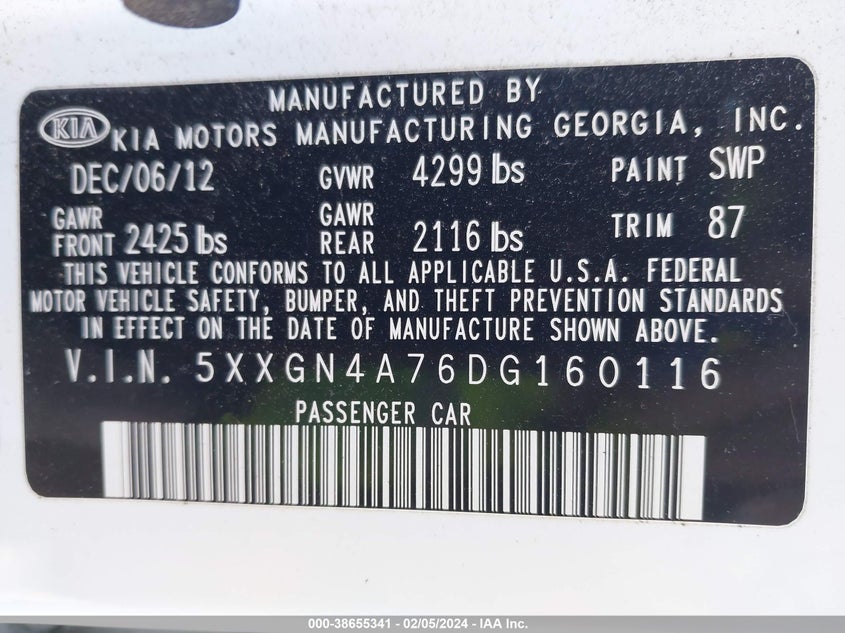 MANUFACTURED BY
KIA KIA MOTORS MANUFACTURING GEORGIA, INC.
DEC/06/12 GVWR 4299 lbs PAINT SWP
GAWR FRONT 2425 lbs GAWR REAR 2116 lbs TRIM 87
THIS VEHICLE CONFORMS TO ALL APPLICABLE U.S.A. FEDERAL
MOTOR VEHICLE SAFETY, BUMPER, AND THEFT PREVENTION STANDARDS
IN EFFECT ON THE DATE OF MANUFACTURE SHOWN ABOVE.
V.I.N. 5XXGN4A76DG160116
PASSENGER CAR
000-38655341 - 02/05/2024 - IAA Inc.